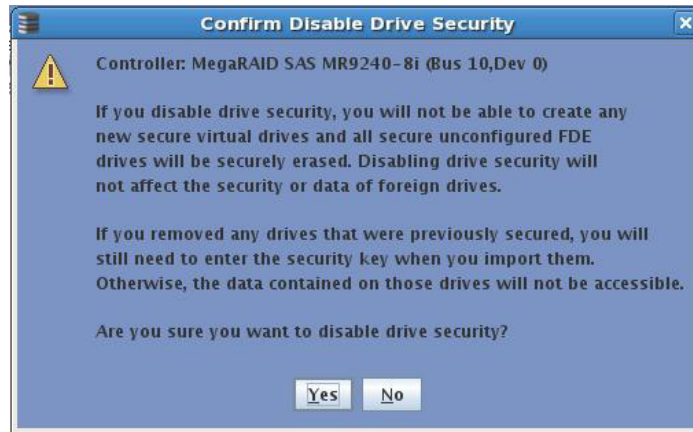 Confirm Disable Drive Security
Controller: MegaRAID SAS MR9240-8i (Bus 10,Dev 0)
If you disable drive security, you will not be able to create any
new secure virtual drives and all secure unconfigured FDE
drives will be securely erased. Disabling drive security will
not affect the security or data of foreign drives.
If you removed any drives that were previously secured, you will
still need to enter the security key when you import them.
Otherwise, the data contained on those drives will not be accessible.
Are you sure you want to disable drive security?
Yes No